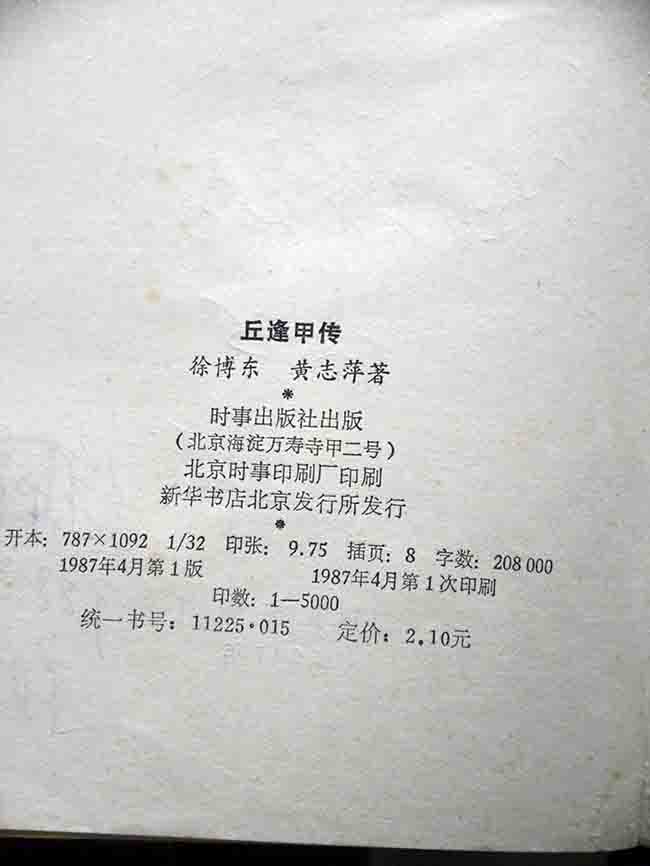 丘逢甲传
徐博东 黄志萍著
*
时事出版社出版
(北京海淀万寿寺甲二号)
北京时事印刷厂印刷
新华书店北京发行所发行
*
开本: 787×1092 1/32 印张: 9.75 插页: 8 字数: 208 000
1987年4月第1版 1987年4月第1次印刷
印数: 1—5000
统一书号: 11225·015 定价: 2.10元